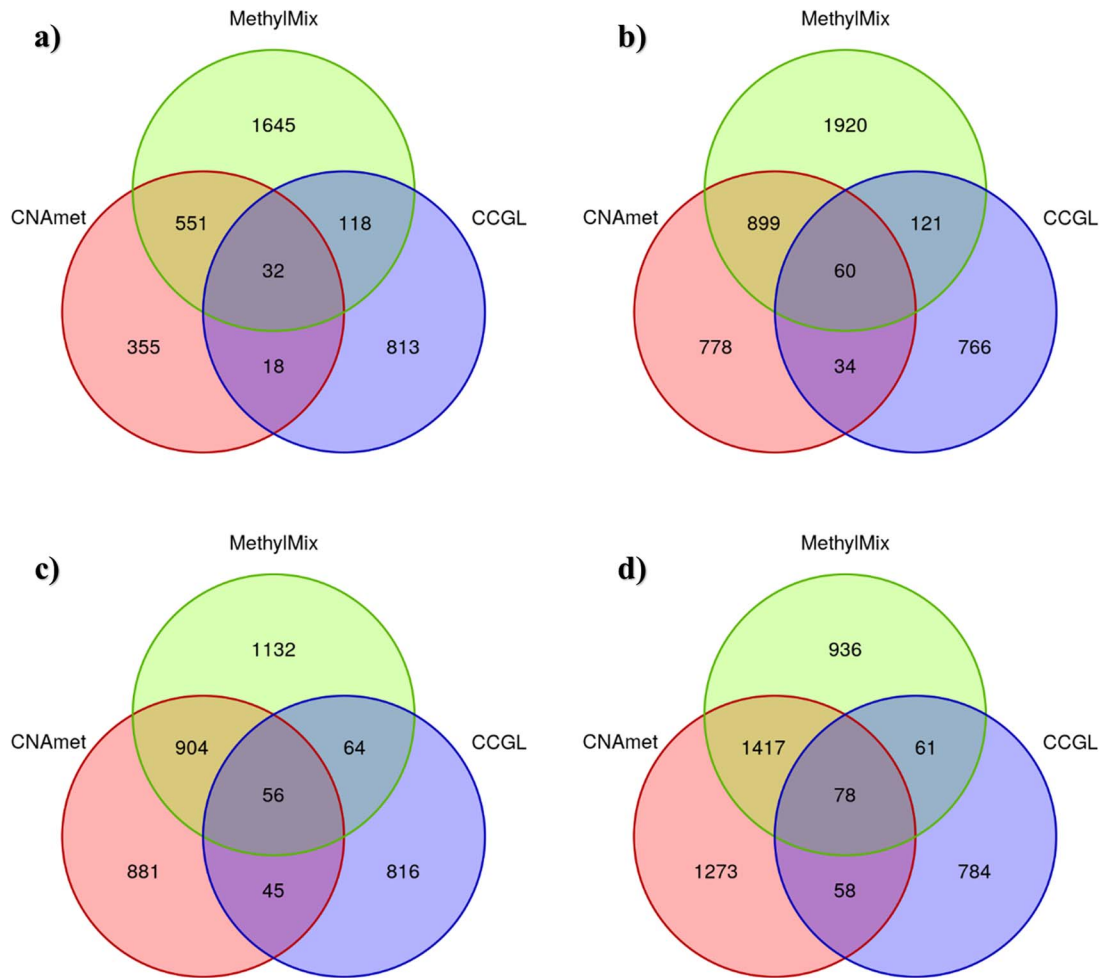 a)
MethylMix
1645
CNAmet
551
118
CCGL
32
355
18
813
b)
MethylMix
1920
CNAmet
899
121
CCGL
60
778
34
766
c)
MethylMix
1132
CNAmet
904
64
CCGL
56
881
45
816
d)
MethylMix
936
CNAmet
1417
61
CCGL
78
1273
58
784